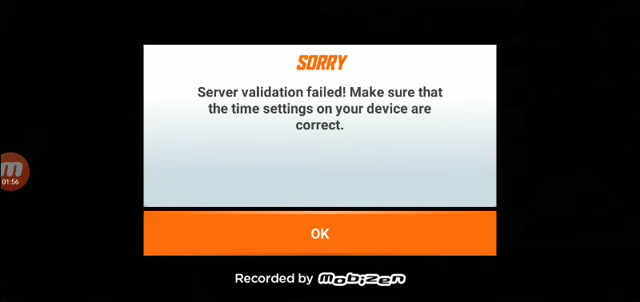 SORRY
Server validation failed! Make sure that
the time settings on your device are
correct.
01:56
OK
Recorded by mobizen